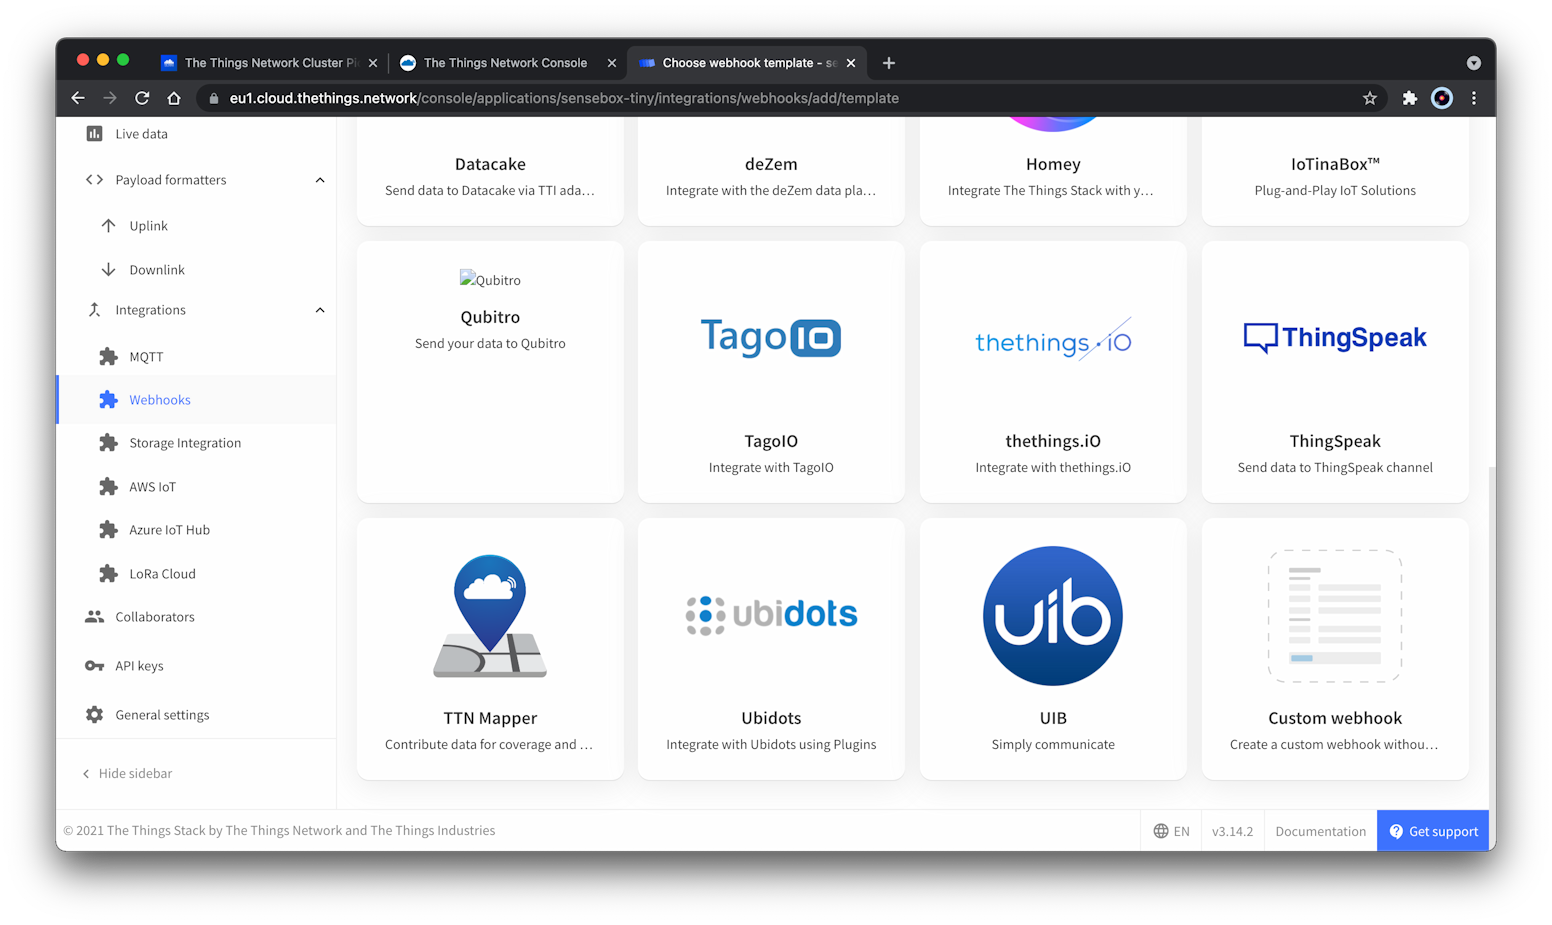 The Things Network Cluster Pi
The Things Network Console
Choose webhook template - se
eu1.cloud.thethings.network/console/applications/sensebox-tiny/integrations/webhooks/add/template
Live data
Payload formatters
Uplink
Downlink
Integrations
MQTT
Webhooks
Storage Integration
AWS IoT
Azure IoT Hub
LoRa Cloud
Collaborators
API keys
General settings
Hide sidebar
Datacake
Send data to Datacake via TTI ada…
deZem
Integrate with the deZem data pla…
Homey
Integrate The Things Stack with y…
IoTinaBox™
Plug-and-Play IoT Solutions
Qubitro
Qubitro
Send your data to Qubitro
TagoIO
TagoIO
Integrate with TagoIO
thethings.iO
thethings.iO
Integrate with thethings.iO
ThingSpeak
ThingSpeak
Send data to ThingSpeak channel
TTN Mapper
Contribute data for coverage and …
ubidots
Ubidots
Integrate with Ubidots using Plugins
uib
UIB
Simply communicate
Custom webhook
Create a custom webhook withou…
© 2021 The Things Stack by The Things Network and The Things Industries
EN
v3.14.2
Documentation
Get support